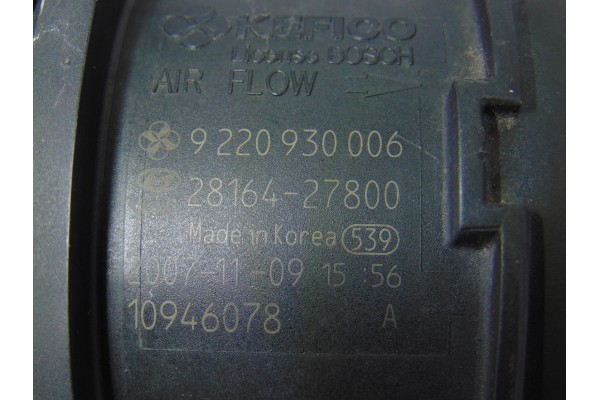 KEFICO
License BOSCH
AIR FLOW
9 220 930 006
28164-27800
Made in Korea 539
2007-11-09 15:56
10946078 A